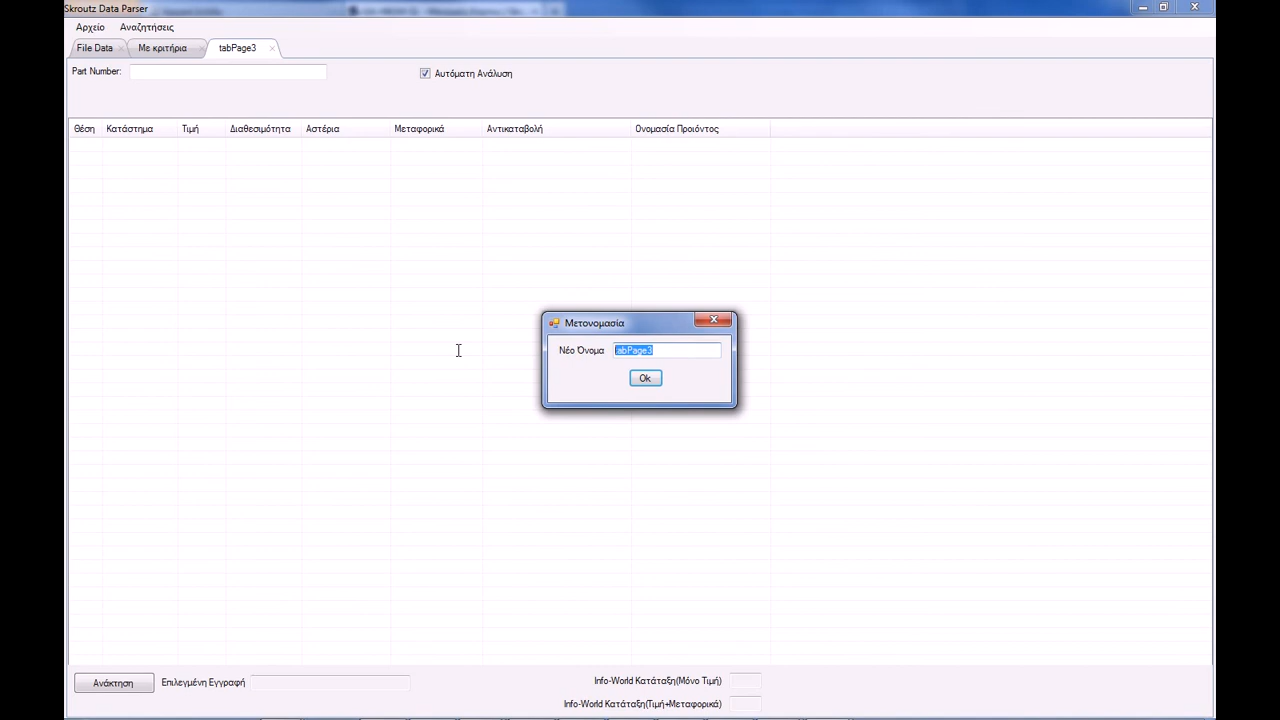 Skroutz Data Parser
Αρχείο Αναζητήσεις
File Data Με κριτήρια tabPage3
Part Number: Αυτόματη Ανάλυση
Θέση Κατάστημα Τιμή Διαθεσιμότητα Αστέρια Μεταφορικά Αντικαταβολή Ονομασία Προιόντος
Μετονομασία
Νέο Όνομα tabPage3
Ok
Ανάκτηση Επιλεγμένη Εγγραφή Info-World Κατάταξη(Μόνο Τιμή)
Info-World Κατάταξη(Τιμή+Μεταφορικά)